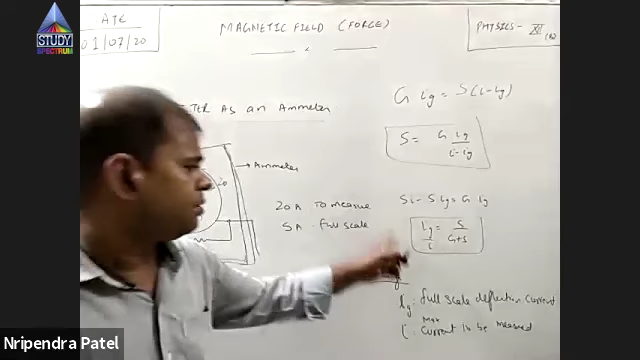 STUDY
SPECTRUM
ATE
01/07/20
MAGNETIC FIELD (FORCE)
PHYSICS - XII
AS an Ammeter
→ Ammeter
20
20A To measure
5A full scale
G ig = S(i-ig)
S = G ig/i-ig
Si - S ig = G ig
ig/i = S/G+S
ig: full scale deflection current
Max
i: current to be measured
Nripendra Patel